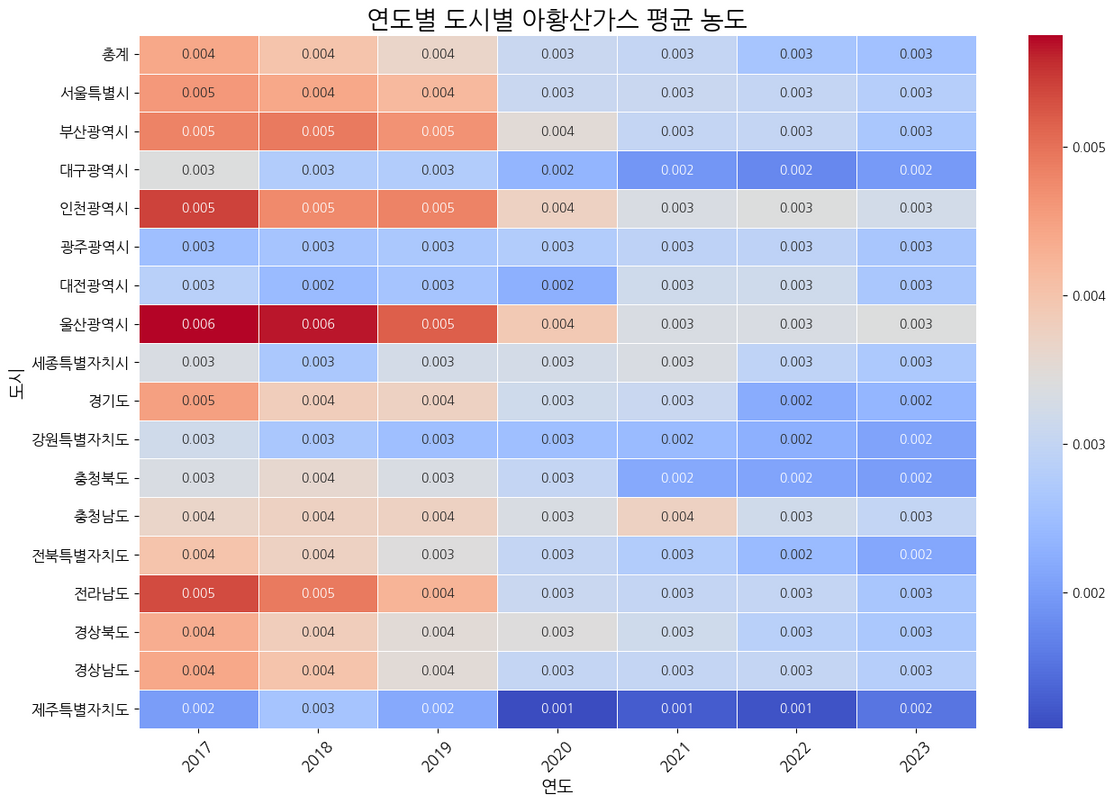 연도별 도시별 아황산가스 평균 농도
총계 0.004 0.004 0.004 0.003 0.003 0.003 0.003
서울특별시 0.005 0.004 0.004 0.003 0.003 0.003 0.003
부산광역시 0.005 0.005 0.005 0.004 0.003 0.003 0.003
대구광역시 0.003 0.003 0.003 0.002 0.002 0.002 0.002
인천광역시 0.005 0.005 0.005 0.004 0.003 0.003 0.003
광주광역시 0.003 0.003 0.003 0.003 0.003 0.003 0.003
대전광역시 0.003 0.002 0.003 0.002 0.003 0.003 0.003
울산광역시 0.006 0.006 0.005 0.004 0.003 0.003 0.003
세종특별자치시 0.003 0.003 0.003 0.003 0.003 0.003 0.003
경기도 0.005 0.004 0.004 0.003 0.003 0.002 0.002
강원특별자치도 0.003 0.003 0.003 0.003 0.002 0.002 0.002
충청북도 0.003 0.004 0.003 0.003 0.002 0.002 0.002
충청남도 0.004 0.004 0.004 0.003 0.004 0.003 0.003
전북특별자치도 0.004 0.004 0.003 0.003 0.003 0.002 0.002
전라남도 0.005 0.005 0.004 0.003 0.003 0.003 0.003
경상북도 0.004 0.004 0.004 0.003 0.003 0.003 0.003
경상남도 0.004 0.004 0.004 0.003 0.003 0.003 0.003
제주특별자치도 0.002 0.003 0.002 0.001 0.001 0.001 0.002
2017 2018 2019 2020 2021 2022 2023
연도
도시
0.005
0.004
0.003
0.002